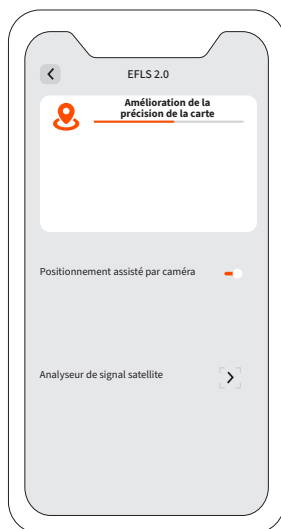 EFLS 2.0
Amélioration de la
précision de la carte
Positionnement assisté par caméra
Analyseur de signal satellite